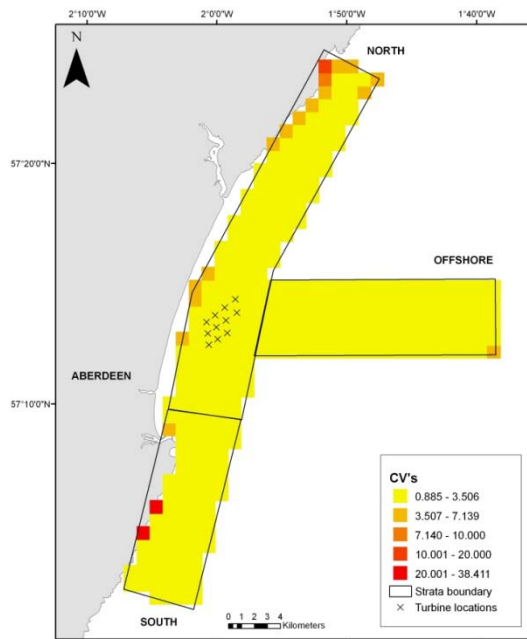 2°10'0"W 2°0'0"W 1°50'0"W 1°40'0"W
N
NORTH
57°20'0"N
OFFSHORE
ABERDEEN
57°10'0"N
CV's
0.885 - 3.506
3.507 - 7.139
7.140 - 10.000
10.001 - 20.000
20.001 - 38.411
Strata boundary
Turbine locations
SOUTH
0 1 2 3 4
Kilometers